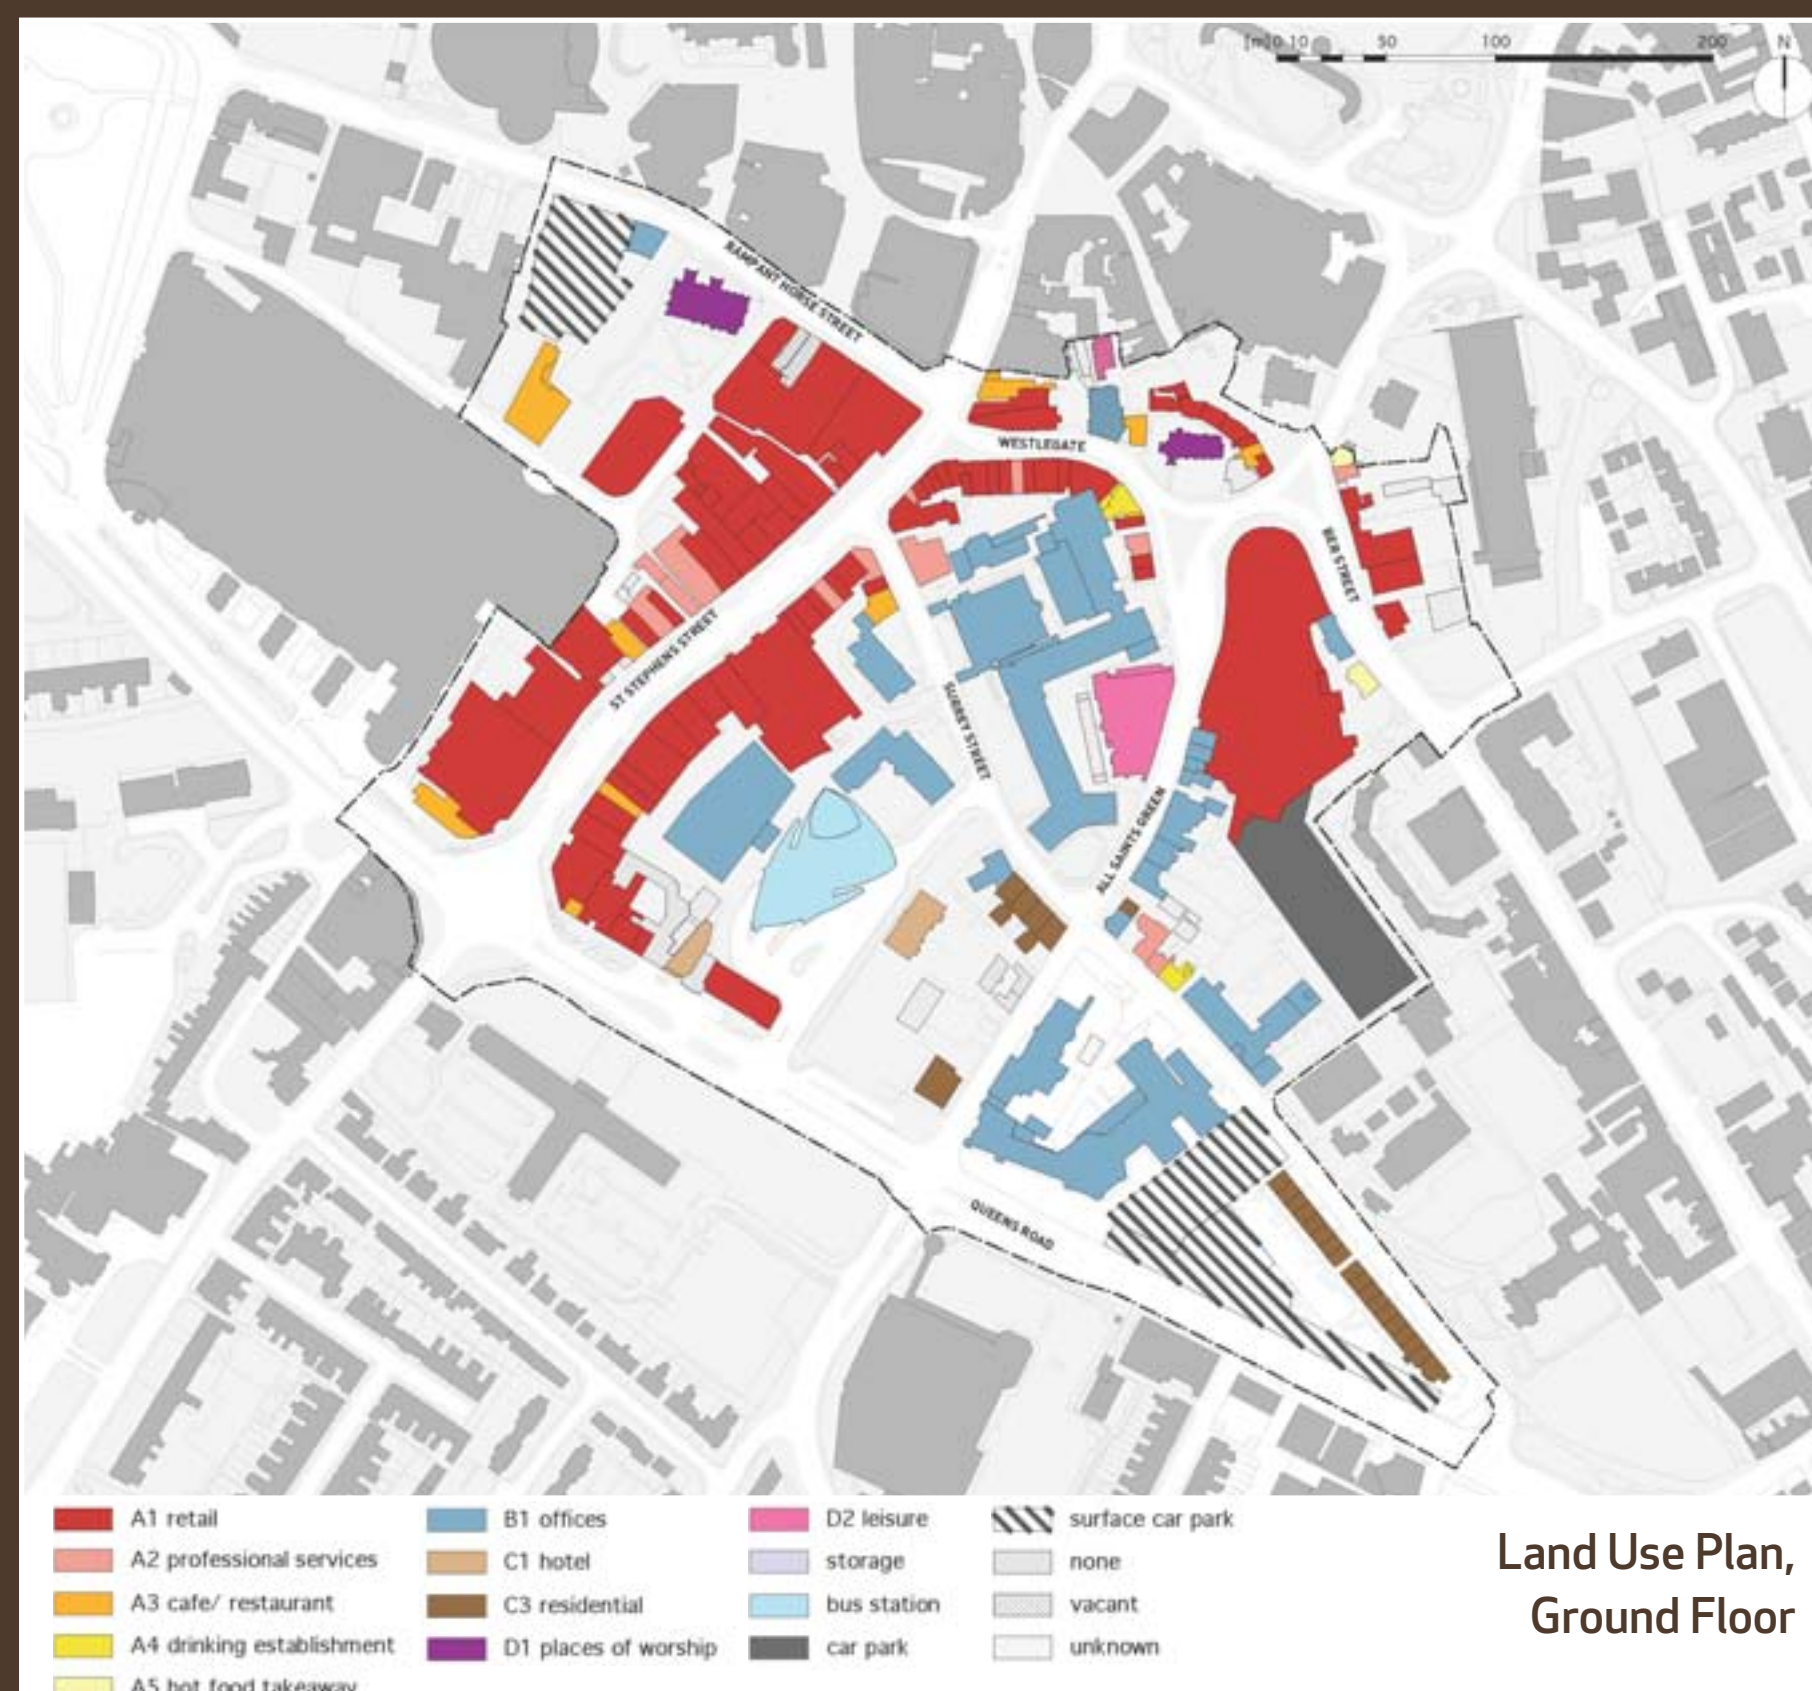 [m]0 10 50 100 200 N
RAMPANT HORSE STREET
WESTLEGATE
BER STREET
ST STEPHENS STREET
SURREY STREET
ALL SAINTS GREEN
QUEENS ROAD
A1 retail
A2 professional services
A3 cafe/ restaurant
A4 drinking establishment
A5 hot food takeaway
B1 offices
C1 hotel
C3 residential
D1 places of worship
D2 leisure
storage
bus station
car park
surface car park
none
vacant
unknown
Land Use Plan,
Ground Floor